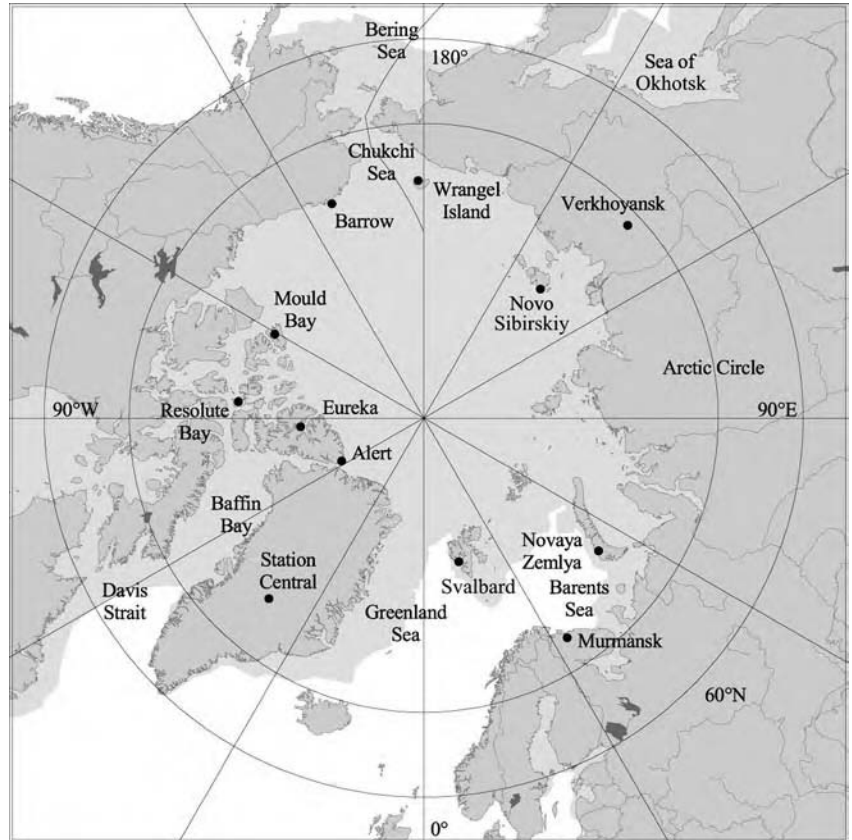 Bering
Sea
180°
Sea of
Okhotsk
Chukchi
Sea
Wrangel
Island
Barrow
Verkhoyansk
Mould
Bay
Novo
Sibirskiy
Arctic Circle
90°W
Resolute
Bay
Eureka
90°E
Alert
Baffin
Bay
Novaya
Zemlya
Station
Central
Svalbard
Barents
Sea
Davis
Strait
Greenland
Sea
Murmansk
60°N
0°